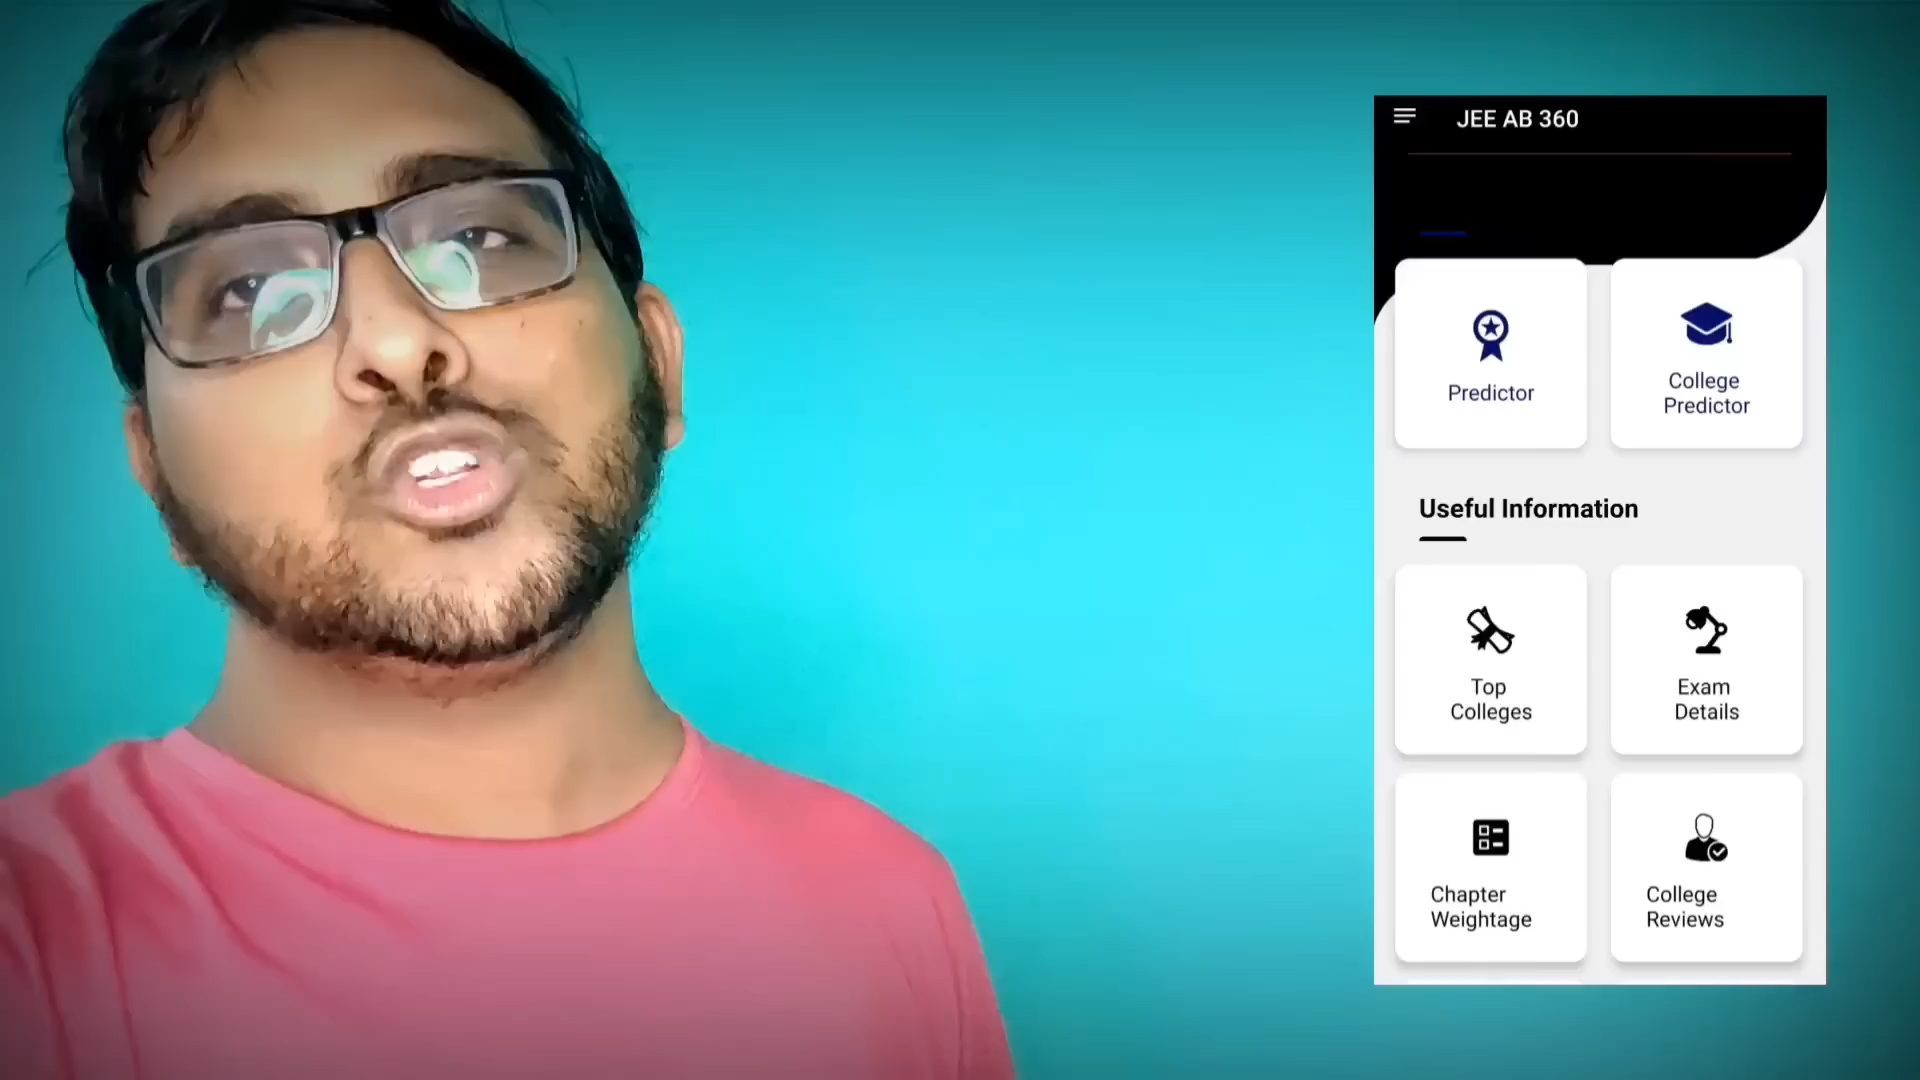 JEE AB 360
Predictor
College
Predictor
Useful Information
Top
Colleges
Exam
Details
Chapter
Weightage
College
Reviews